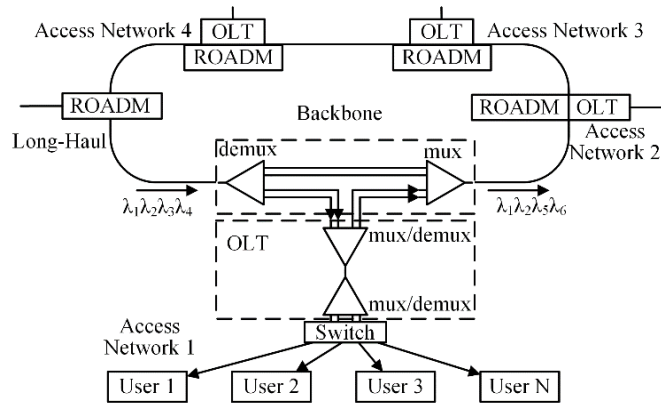 Access Network 4
OLT
ROADM
OLT
ROADM
Access Network 3
ROADM
Long-Haul
Backbone
ROADM
OLT
Access
Network 2
demux
mux
λ₁λ₂λ₃λ₄
λ₁λ₂λ₅λ₆
OLT
mux/demux
mux/demux
Access
Network 1
Switch
User 1
User 2
User 3
User N